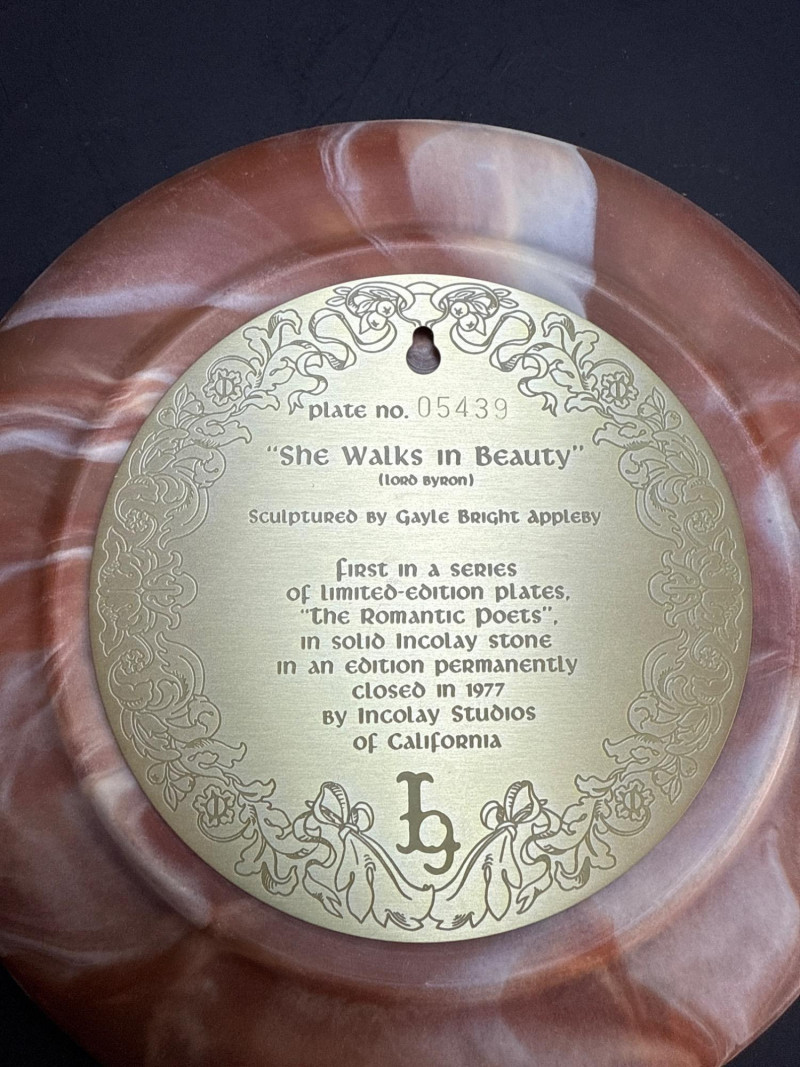 plate no. 05439
“She Walks in Beauty”
(Lord Byron)
Sculptured by Gayle Bright Appleby
First in a series
of limited-edition plates,
“The Romantic Poets”,
in solid Incolay stone
in an edition permanently
closed in 1977
by Incolay Studios
of California